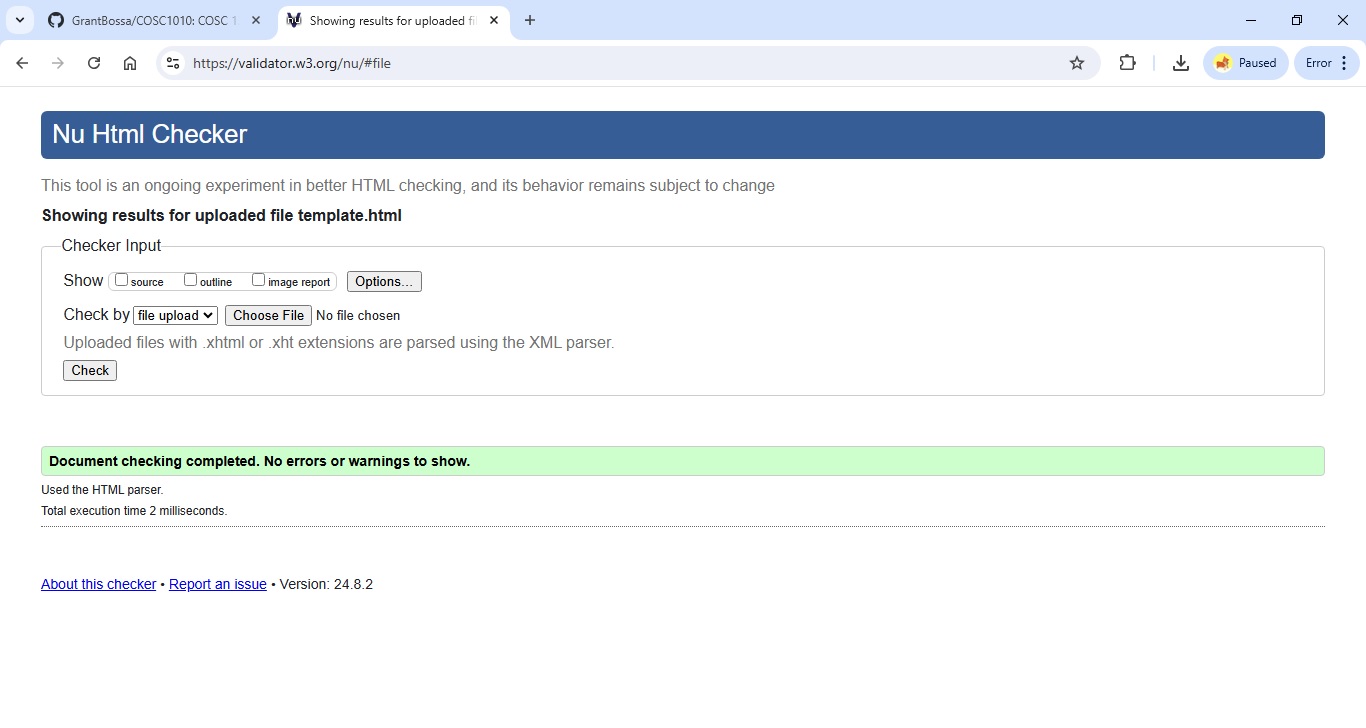 GrantBossa/COSC1010: COSC 1
Showing results for uploaded fi
https://validator.w3.org/nu/#file
Paused
Error
Nu Html Checker
This tool is an ongoing experiment in better HTML checking, and its behavior remains subject to change
Showing results for uploaded file template.html
Checker Input
Show source outline image report Options...
Check by file upload Choose File No file chosen
Uploaded files with .xhtml or .xht extensions are parsed using the XML parser.
Check
Document checking completed. No errors or warnings to show.
Used the HTML parser.
Total execution time 2 milliseconds.
About this checker • Report an issue • Version: 24.8.2